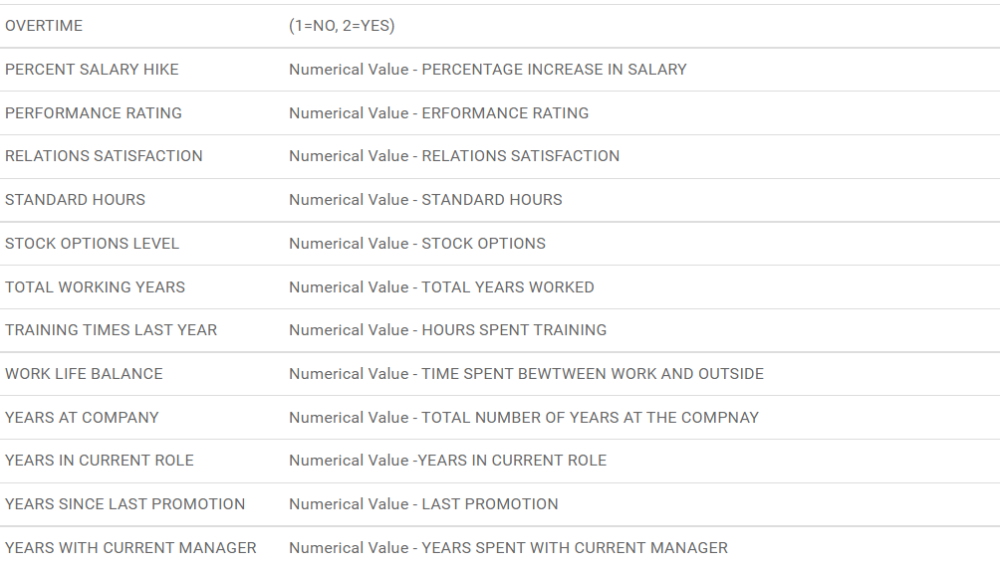 OVERTIME (1=NO, 2=YES)
PERCENT SALARY HIKE Numerical Value - PERCENTAGE INCREASE IN SALARY
PERFORMANCE RATING Numerical Value - ERFORMANCE RATING
RELATIONS SATISFACTION Numerical Value - RELATIONS SATISFACTION
STANDARD HOURS Numerical Value - STANDARD HOURS
STOCK OPTIONS LEVEL Numerical Value - STOCK OPTIONS
TOTAL WORKING YEARS Numerical Value - TOTAL YEARS WORKED
TRAINING TIMES LAST YEAR Numerical Value - HOURS SPENT TRAINING
WORK LIFE BALANCE Numerical Value - TIME SPENT BEWTWEEN WORK AND OUTSIDE
YEARS AT COMPANY Numerical Value - TOTAL NUMBER OF YEARS AT THE COMPNAY
YEARS IN CURRENT ROLE Numerical Value -YEARS IN CURRENT ROLE
YEARS SINCE LAST PROMOTION Numerical Value - LAST PROMOTION
YEARS WITH CURRENT MANAGER Numerical Value - YEARS SPENT WITH CURRENT MANAGER